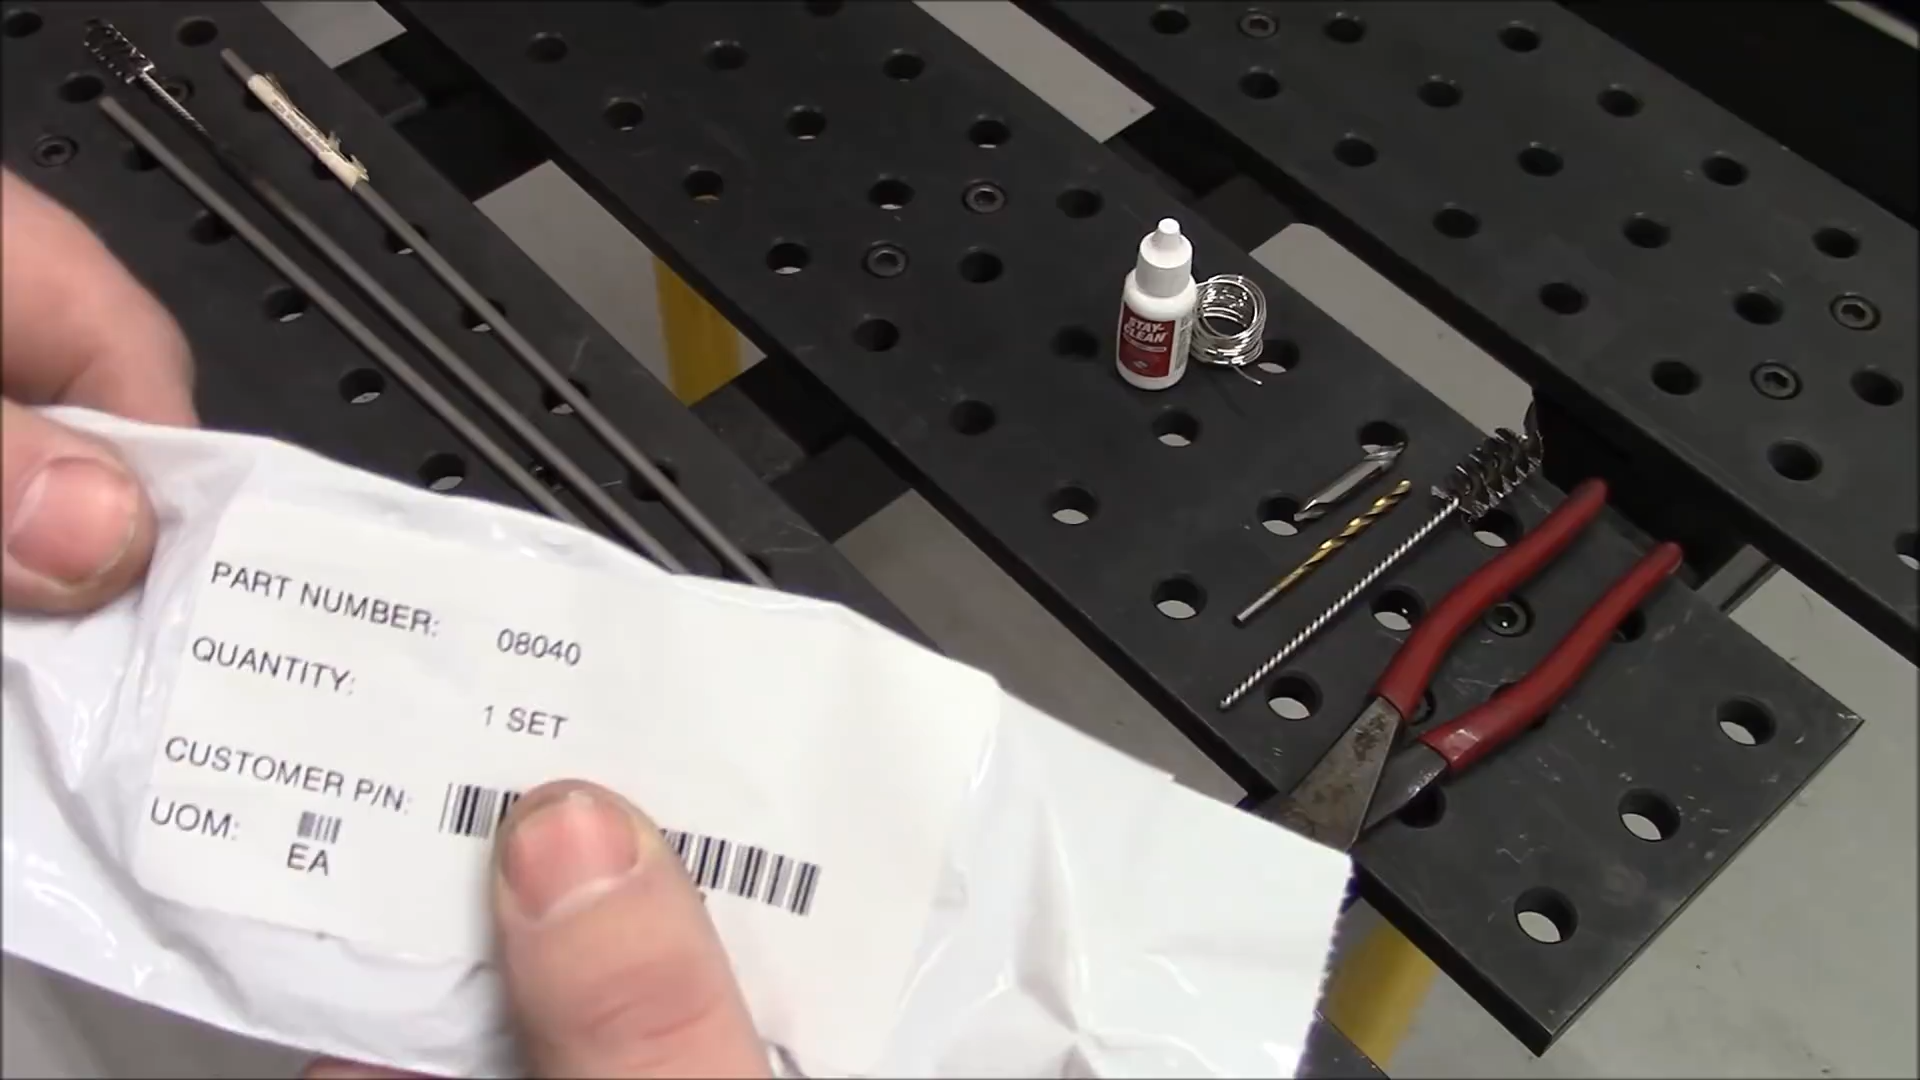 STAY-
CLEAN
PART NUMBER: 08040
QUANTITY: 1 SET
CUSTOMER P/N:
UOM: EA